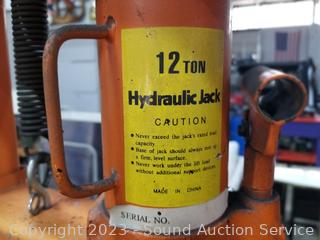 12 TON
Hydraulic Jack
CAUTION
• Never exceed the jack's rated load
capacity.
• Base of jack should always rest on
a firm, level surface.
• Never work under the lift load
without additional support devices.
MADE IN CHINA
SERIAL NO.
Copyright 2023 - Sound Auction Service